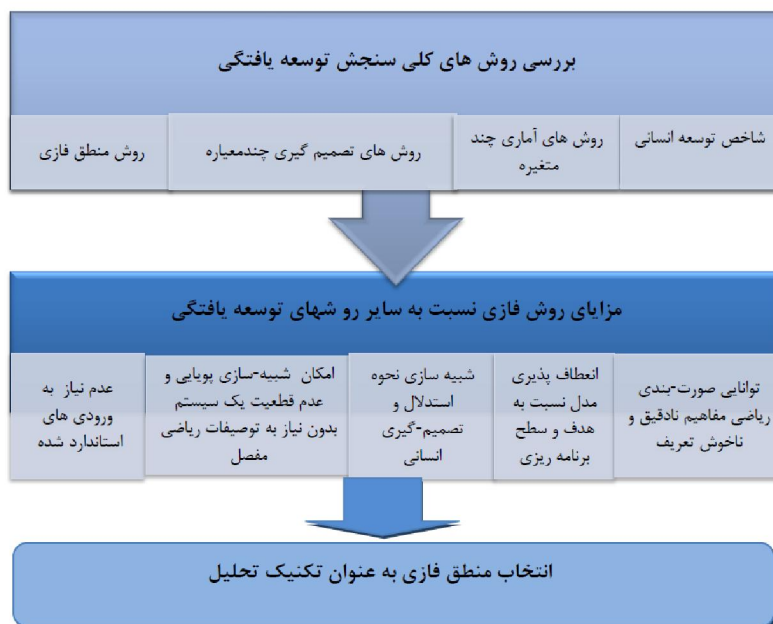 بررسی روش های کلی سنجش توسعه یافتگی
شاخص توسعه انسانی
روش های آماری چند
متغیره
روش های تصمیم گیری چندمعیاره
روش منطق فازی
مزایای روش فازی نسبت به سایر رو شهای توسعه یافتگی
توانایی صورت-بندی
ریاضی مفاهیم نادقیق و
ناخوش تعریف
انعطاف پذیری
مدل نسبت به
هدف و سطح
برنامه ریزی
شبیه سازی نحوه
استدلال و
تصمیم-گیری
انسانی
امکان شبیه-سازی پویایی و
عدم قطعیت یک سیستم
بدون نیاز به توصیفات ریاضی
مفصل
عدم نیاز به
ورودی های
استاندارد شده
انتخاب منطق فازی به عنوان تکنیک تحلیل